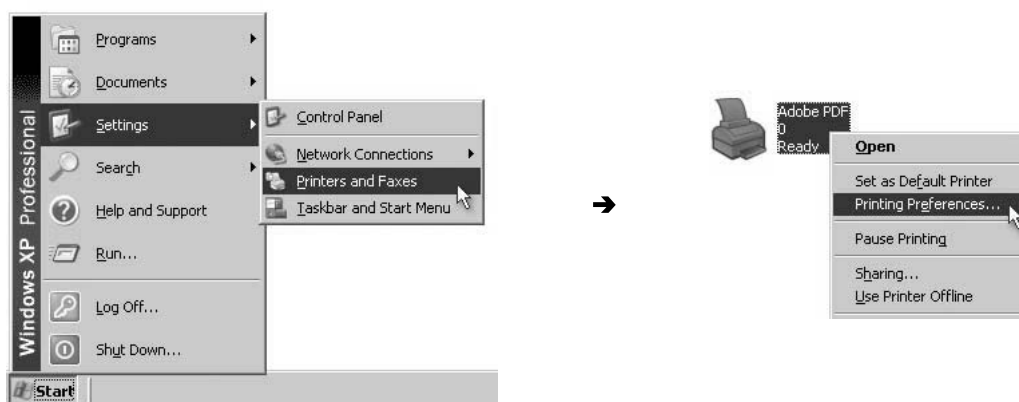 Windows XP Professional
Programs
Documents
Settings
Search
Help and Support
Run...
Log Off...
Shut Down...
Start
Control Panel
Network Connections
Printers and Faxes
Taskbar and Start Menu
➔
Adobe PDF
0
Ready
Open
Set as Default Printer
Printing Preferences...
Pause Printing
Sharing...
Use Printer Offline